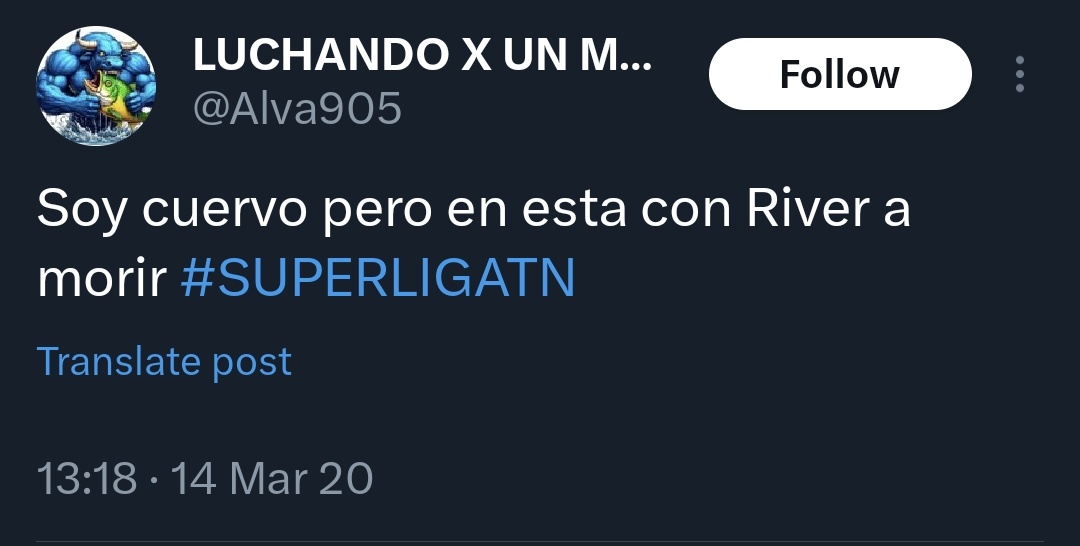 LUCHANDO X UN M...
Follow
@Alva905
Soy cuervo pero en esta con River a
morir #SUPERLIGATN
Translate post
13:18 · 14 Mar 20